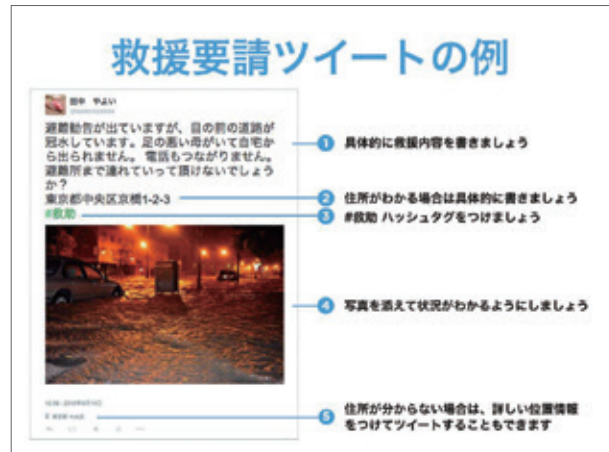 救援要請ツイートの例
田中 やよい
避難勧告が出ていますが、目の前の道路が
冠水しています。足の悪い母がいて自宅か
ら出られません。電話もつながりません。
避難所まで連れていって頂けないでしょう
か?
東京都中央区京橋1-2-3
#救助
1 具体的に救援内容を書きましょう
2 住所がわかる場合は具体的に書きましょう
3 #救助 ハッシュタグをつけましょう
4 写真を添えて状況がわかるようにしましょう
5 住所が分からない場合は、詳しい位置情報
をつけてツイートすることもできます